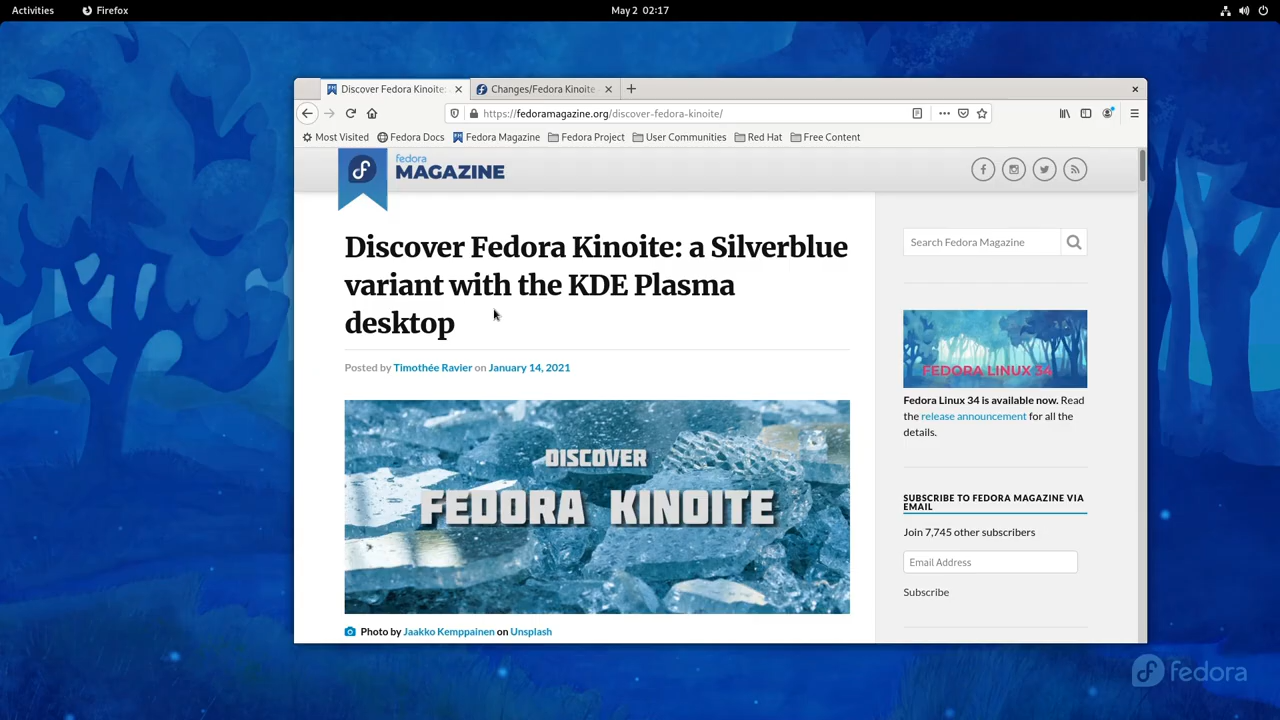 Activities Firefox May 2 02:17
Discover Fedora Kinoite: Changes/Fedora Kinoite
https://fedoramagazine.org/discover-fedora-kinoite/
Most Visited Fedora Docs Fedora Magazine Fedora Project User Communities Red Hat Free Content
fedora
MAGAZINE
Discover Fedora Kinoite: a Silverblue
variant with the KDE Plasma
desktop
Posted by Timothée Ravier on January 14, 2021
DISCOVER
FEDORA KINOITE
Photo by Jaakko Kemppainen on Unsplash
Search Fedora Magazine
FEDORA LINUX 34
Fedora Linux 34 is available now. Read
the release announcement for all the
details.
SUBSCRIBE TO FEDORA MAGAZINE VIA
EMAIL
Join 7,745 other subscribers
Email Address
Subscribe
fedora